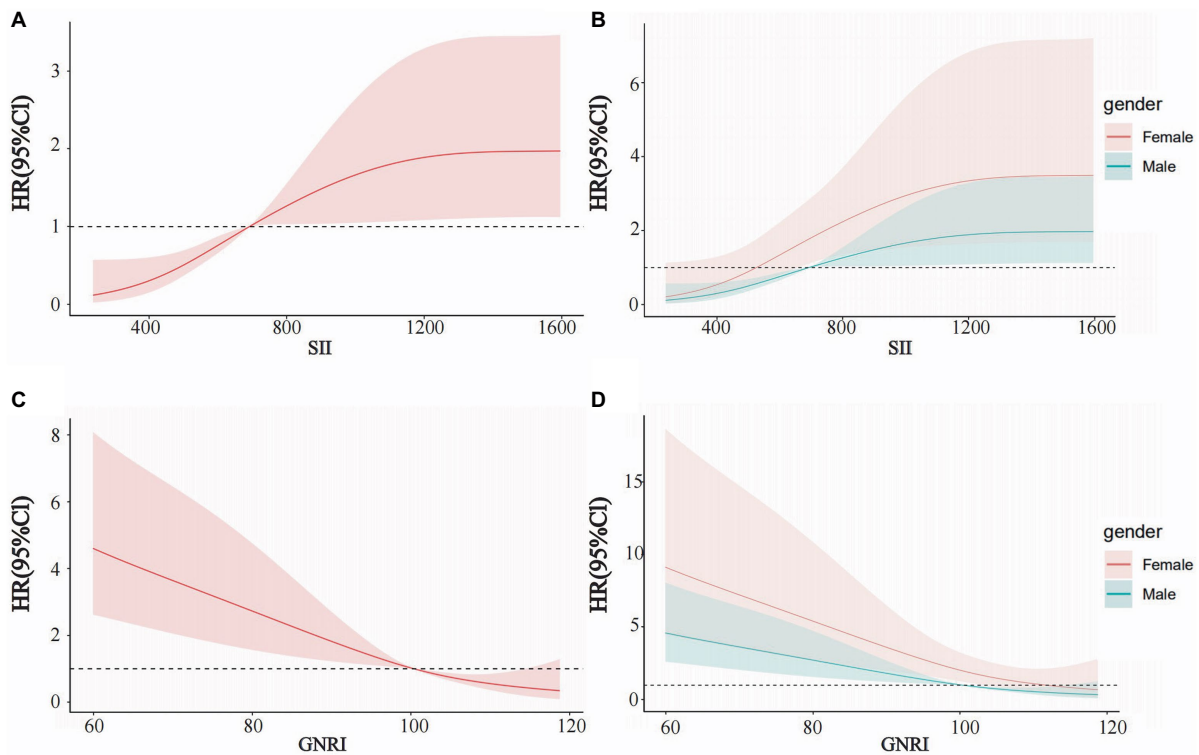 A
HR(95%CI)
3
2
1
0
400
800
1200
1600
SII
B
HR(95%CI)
6
4
2
0
400
800
1200
1600
SII
gender
Female
Male
C
HR(95%CI)
8
6
4
2
0
60
80
100
120
GNRI
D
HR(95%CI)
15
10
5
0
60
80
100
120
GNRI
gender
Female
Male